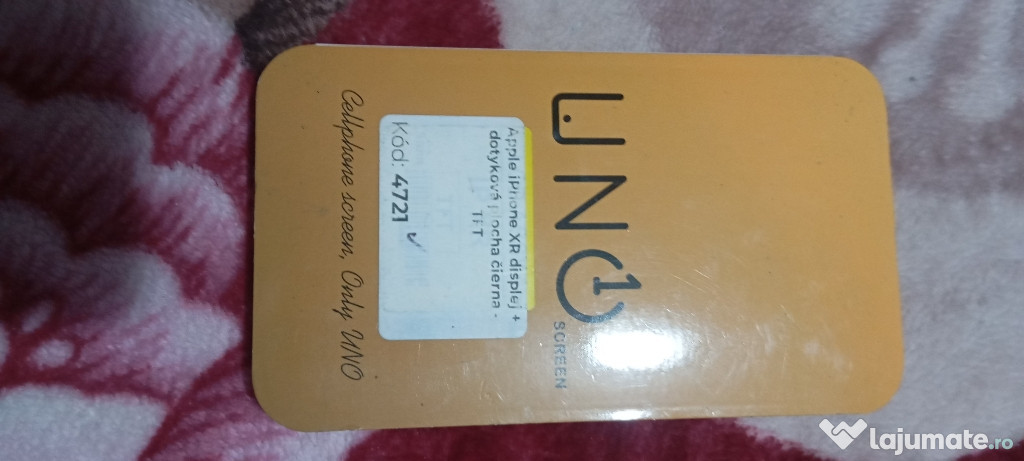 UNO
SCREEN
Apple iPhone XR displej +
dotyková plocha čierna -
TFT
Kód: 4721
Cellphone screen, Only UNO
lajumate.ro